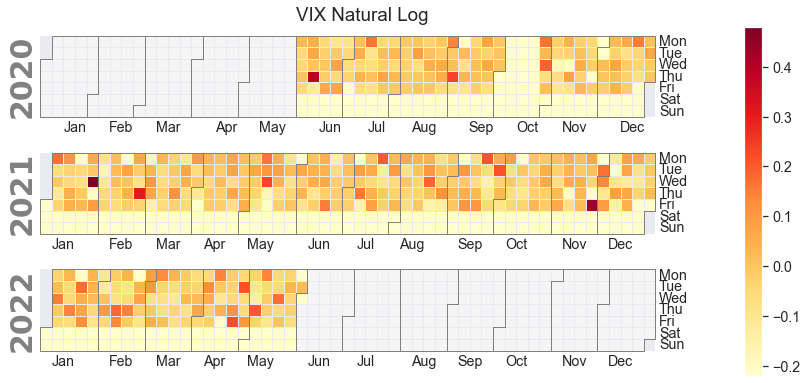 VIX Natural Log
2020
Mon
Tue
Wed
Thu
Fri
Sat
Sun
Jan Feb Mar Apr May Jun Jul Aug Sep Oct Nov Dec
2021
Mon
Tue
Wed
Thu
Fri
Sat
Sun
Jan Feb Mar Apr May Jun Jul Aug Sep Oct Nov Dec
2022
Mon
Tue
Wed
Thu
Fri
Sat
Sun
Jan Feb Mar Apr May Jun Jul Aug Sep Oct Nov Dec
0.4
0.3
0.2
0.1
0.0
−0.1
−0.2